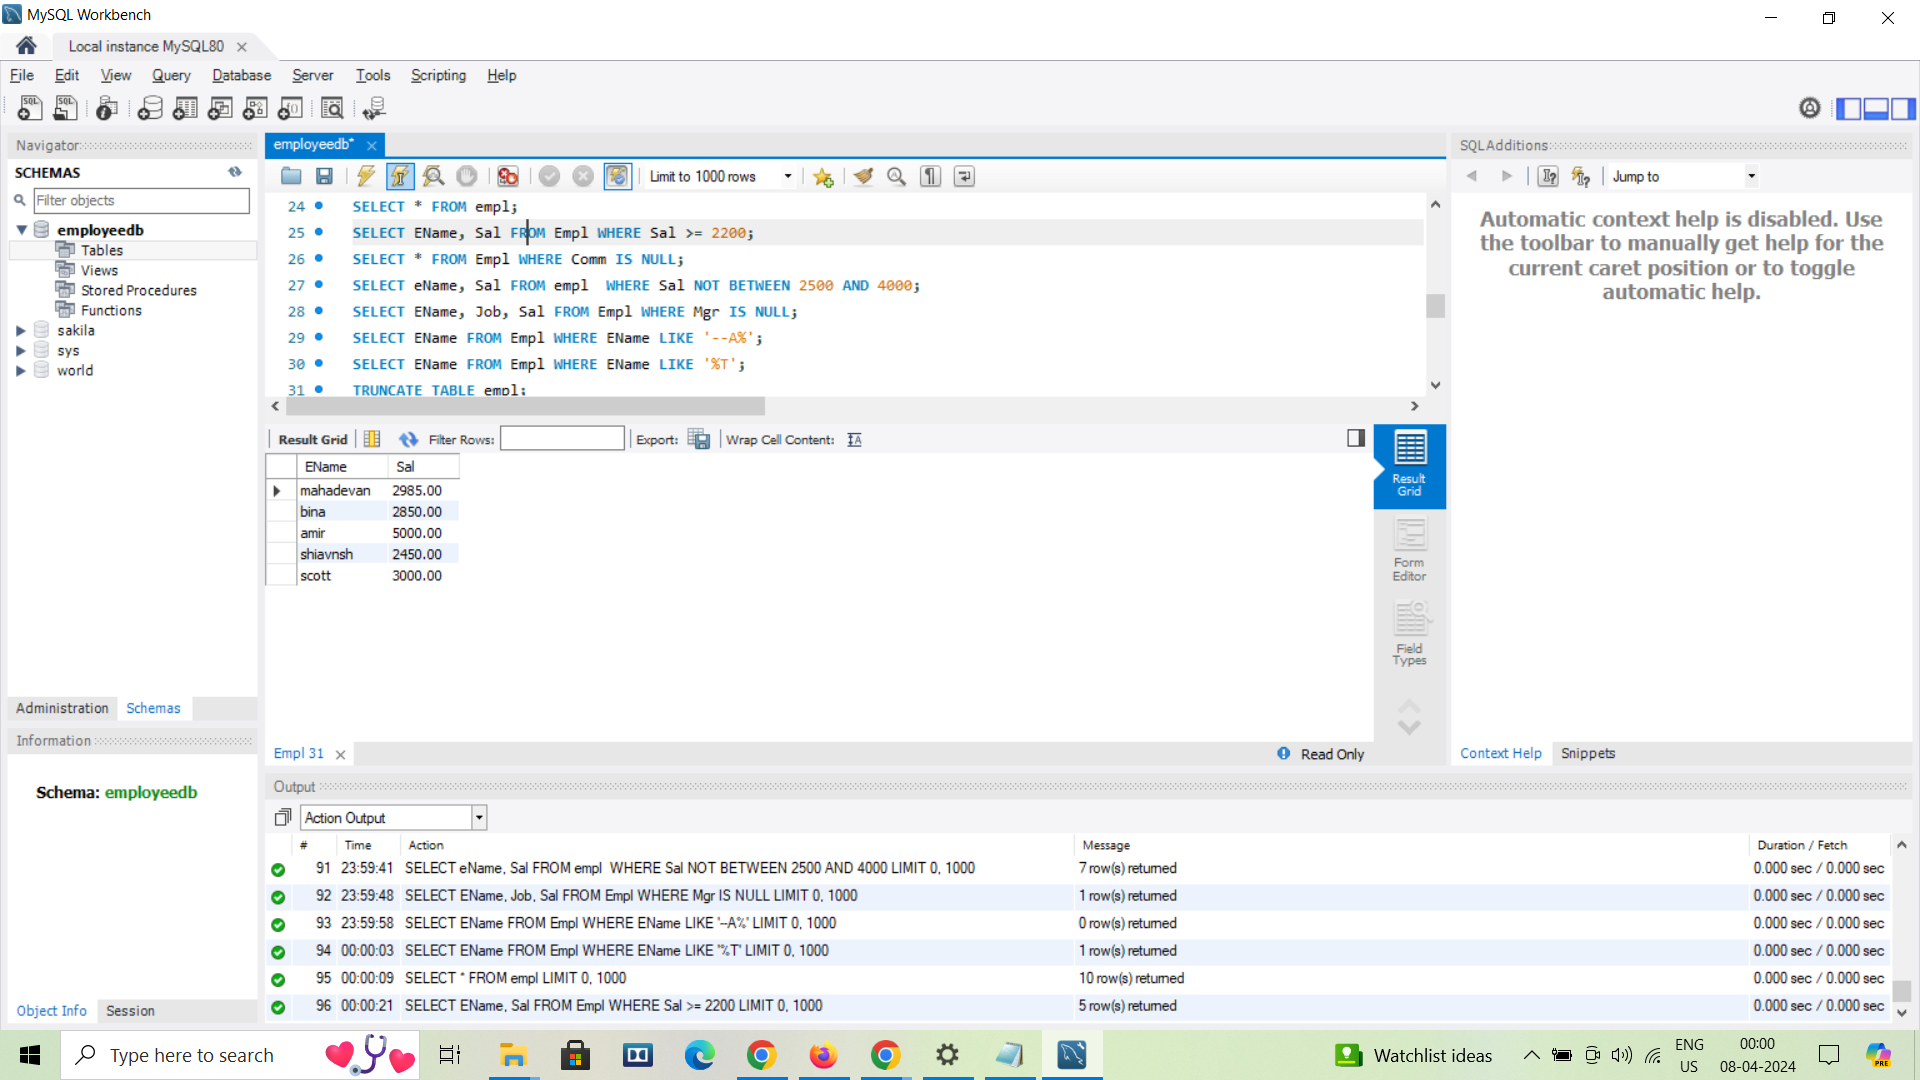 MySQL Workbench
Local instance MySQL80
File Edit View Query Database Server Tools Scripting Help
Navigator
SCHEMAS
Filter objects
employeedb
Tables
Views
Stored Procedures
Functions
sakila
sys
world
Administration Schemas
Information
Schema: employeedb
Object Info Session
employeedb*
Limit to 1000 rows
24 SELECT * FROM empl;
25 SELECT EName, Sal FROM Empl WHERE Sal >= 2200;
26 SELECT * FROM Empl WHERE Comm IS NULL;
27 SELECT eName, Sal FROM empl  WHERE Sal NOT BETWEEN 2500 AND 4000;
28 SELECT EName, Job, Sal FROM Empl WHERE Mgr IS NULL;
29 SELECT EName FROM Empl WHERE EName LIKE '--A%';
30 SELECT EName FROM Empl WHERE EName LIKE '%T';
31 TRUNCATE TABLE empl;
Result Grid Filter Rows: Export: Wrap Cell Content:
EName Sal
mahadevan 2985.00
bina 2850.00
amir 5000.00
shiavnsh 2450.00
scott 3000.00
Result
Grid
Form
Editor
Field
Types
Empl 31
Read Only
SQLAdditions
Jump to
Automatic context help is disabled. Use
the toolbar to manually get help for the
current caret position or to toggle
automatic help.
Context Help Snippets
Output
Action Output
# Time Action Message Duration / Fetch
91 23:59:41 SELECT eName, Sal FROM empl  WHERE Sal NOT BETWEEN 2500 AND 4000 LIMIT 0, 1000 7 row(s) returned 0.000 sec / 0.000 sec
92 23:59:48 SELECT EName, Job, Sal FROM Empl WHERE Mgr IS NULL LIMIT 0, 1000 1 row(s) returned 0.000 sec / 0.000 sec
93 23:59:58 SELECT EName FROM Empl WHERE EName LIKE '--A%' LIMIT 0, 1000 0 row(s) returned 0.000 sec / 0.000 sec
94 00:00:03 SELECT EName FROM Empl WHERE EName LIKE '%T' LIMIT 0, 1000 1 row(s) returned 0.000 sec / 0.000 sec
95 00:00:09 SELECT * FROM empl LIMIT 0, 1000 10 row(s) returned 0.000 sec / 0.000 sec
96 00:00:21 SELECT EName, Sal FROM Empl WHERE Sal >= 2200 LIMIT 0, 1000 5 row(s) returned 0.000 sec / 0.000 sec
Type here to search
Watchlist ideas
ENG
US
00:00
08-04-2024
PRE